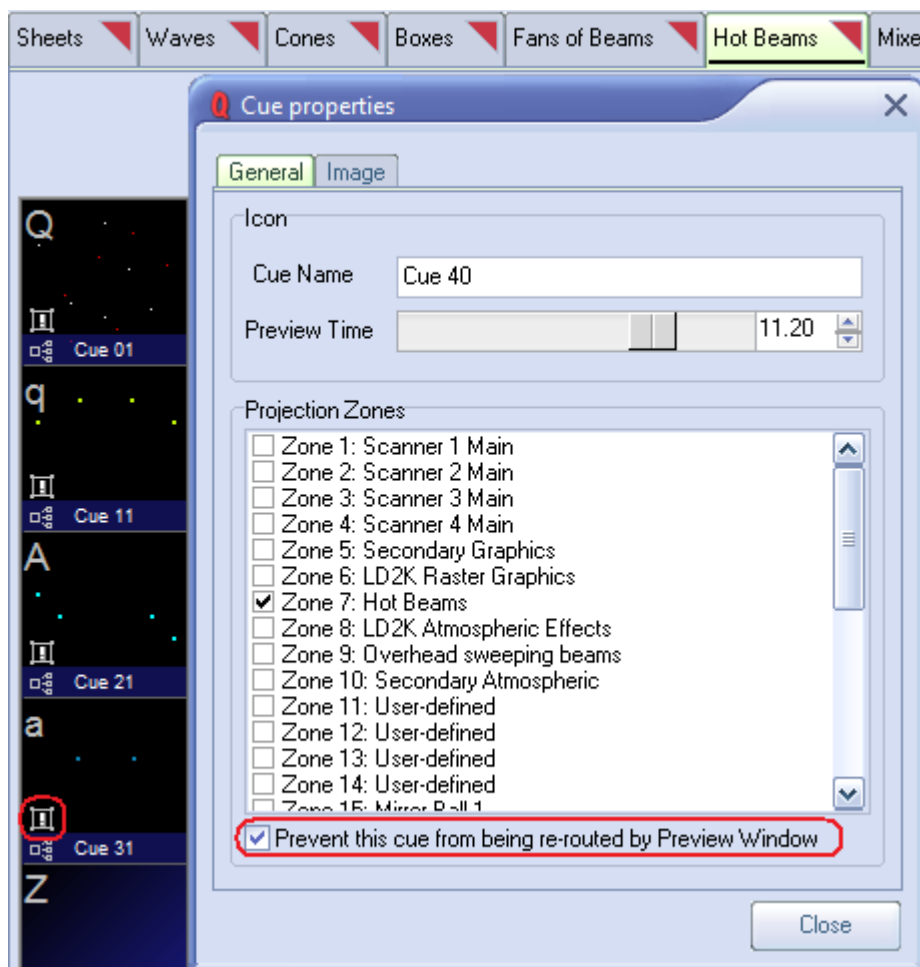 Sheets
Waves
Cones
Boxes
Fans of Beams
Hot Beams
Mixe
Cue properties
General
Image
Icon
Cue Name
Cue 40
Preview Time
11.20
Projection Zones
Zone 1: Scanner 1 Main
Zone 2: Scanner 2 Main
Zone 3: Scanner 3 Main
Zone 4: Scanner 4 Main
Zone 5: Secondary Graphics
Zone 6: LD2K Raster Graphics
Zone 7: Hot Beams
Zone 8: LD2K Atmospheric Effects
Zone 9: Overhead sweeping beams
Zone 10: Secondary Atmospheric
Zone 11: User-defined
Zone 12: User-defined
Zone 13: User-defined
Zone 14: User-defined
Zone 15: Mirror Ball 1
Prevent this cue from being re-routed by Preview Window
Close
Q
Cue 01
q
Cue 11
A
Cue 21
a
Cue 31
Z